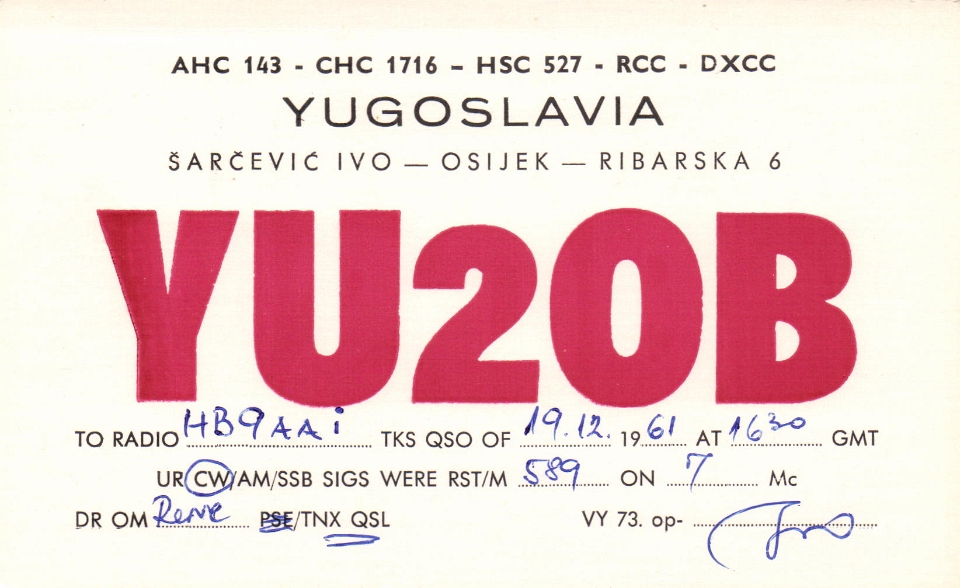 AHC 143 - CHC 1716 - HSC 527 - RCC - DXCC
YUGOSLAVIA
ŠARČEVIĆ IVO — OSIJEK — RIBARSKA 6
YU2OB
TO RADIO HB9AAi TKS QSO OF 19.12. 1961 AT 1630 GMT
UR CW/AM/SSB SIGS WERE RST/M 589 ON 7 Mc
DR OM Rene PSE/TNX QSL VY 73. op- Ivo